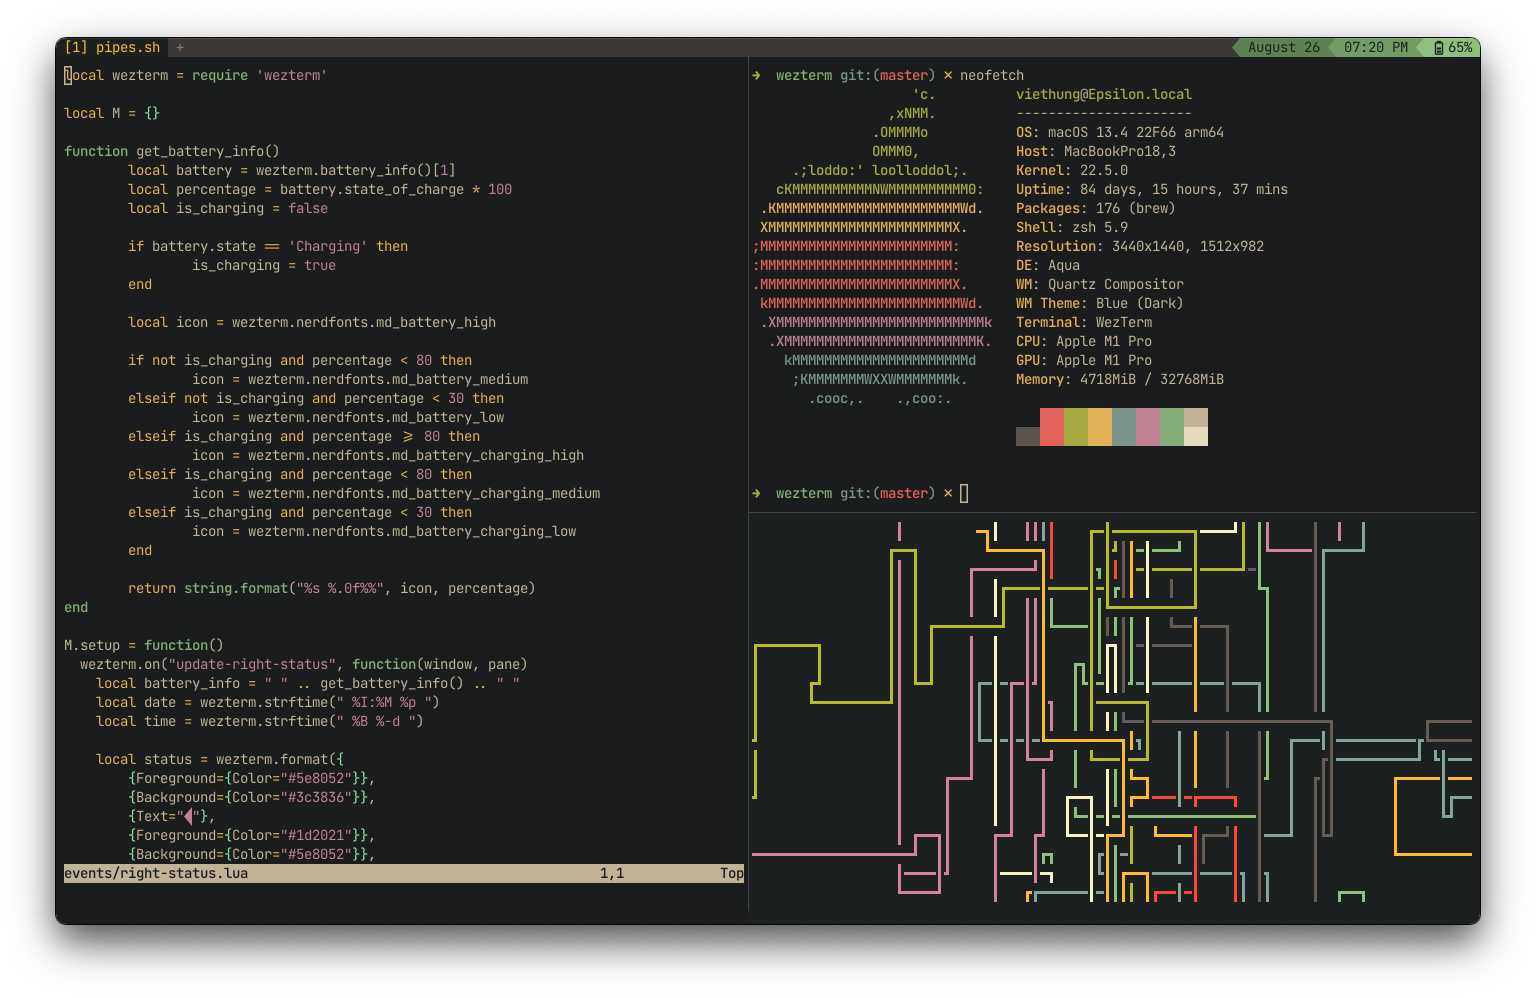 [1] pipes.sh +
August 26 07:20 PM 65%
local wezterm = require 'wezterm'
local M = {}
function get_battery_info()
local battery = wezterm.battery_info()[1]
local percentage = battery.state_of_charge * 100
local is_charging = false
if battery.state == 'Charging' then
is_charging = true
end
local icon = wezterm.nerdfonts.md_battery_high
if not is_charging and percentage < 80 then
icon = wezterm.nerdfonts.md_battery_medium
elseif not is_charging and percentage < 30 then
icon = wezterm.nerdfonts.md_battery_low
elseif is_charging and percentage >= 80 then
icon = wezterm.nerdfonts.md_battery_charging_high
elseif is_charging and percentage < 80 then
icon = wezterm.nerdfonts.md_battery_charging_medium
elseif is_charging and percentage < 30 then
icon = wezterm.nerdfonts.md_battery_charging_low
end
return string.format("%s %.0f%%", icon, percentage)
end
M.setup = function()
wezterm.on("update-right-status", function(window, pane)
local battery_info = " " .. get_battery_info() .. " "
local date = wezterm.strftime(" %I:%M %p ")
local time = wezterm.strftime(" %B %-d ")
local status = wezterm.format({
{Foreground={Color="#5e8052"}},
{Background={Color="#3c3836"}},
{Text=""},
{Foreground={Color="#1d2021"}},
{Background={Color="#5e8052"}},
events/right-status.lua 1,1 Top
➜ wezterm git:(master) ✕ neofetch
'c.
,xNMM.
.OMMMMo
OMMM0,
.;loddo:' loolloddol;.
cKMMMMMMMMMMNWMMMMMMMMMM0:
.KMMMMMMMMMMMMMMMMMMMMMMMWd.
XMMMMMMMMMMMMMMMMMMMMMMMX.
;MMMMMMMMMMMMMMMMMMMMMMMM:
:MMMMMMMMMMMMMMMMMMMMMMMM:
.MMMMMMMMMMMMMMMMMMMMMMMMX.
kMMMMMMMMMMMMMMMMMMMMMMMMWd.
.XMMMMMMMMMMMMMMMMMMMMMMMMMMk
.XMMMMMMMMMMMMMMMMMMMMMMMMK.
kMMMMMMMMMMMMMMMMMMMMMMd
;KMMMMMMMWXXWMMMMMMMk.
.cooc,. .,coo:.
viethung@Epsilon.local
----------------------
OS: macOS 13.4 22F66 arm64
Host: MacBookPro18,3
Kernel: 22.5.0
Uptime: 84 days, 15 hours, 37 mins
Packages: 176 (brew)
Shell: zsh 5.9
Resolution: 3440x1440, 1512x982
DE: Aqua
WM: Quartz Compositor
WM Theme: Blue (Dark)
Terminal: WezTerm
CPU: Apple M1 Pro
GPU: Apple M1 Pro
Memory: 4718MiB / 32768MiB
➜ wezterm git:(master) ✕